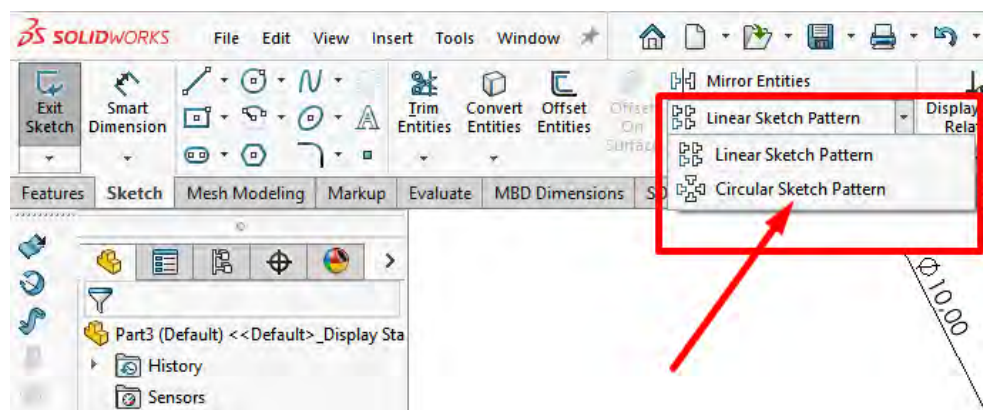 SOLIDWORKS File Edit View Insert Tools Window
Exit Sketch
Smart Dimension
Trim Entities
Convert Entities
Offset Entities
Offset On Surface
Mirror Entities
Linear Sketch Pattern
Linear Sketch Pattern
Circular Sketch Pattern
Display
Features Sketch Mesh Modeling Markup Evaluate MBD Dimensions
Part3 (Default) <<Default>_Display Sta
History
Sensors
Ø10,00